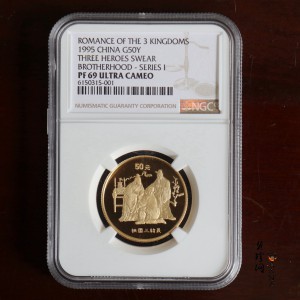 ROMANCE OF THE 3 KINGDOMS
1995 CHINA G50Y
THREE HEROES SWEAR
BROTHERHOOD - SERIES I
PF 69 ULTRA CAMEO
6150315-001
NUMISMATIC GUARANTY CORPORATION
NGC
50元